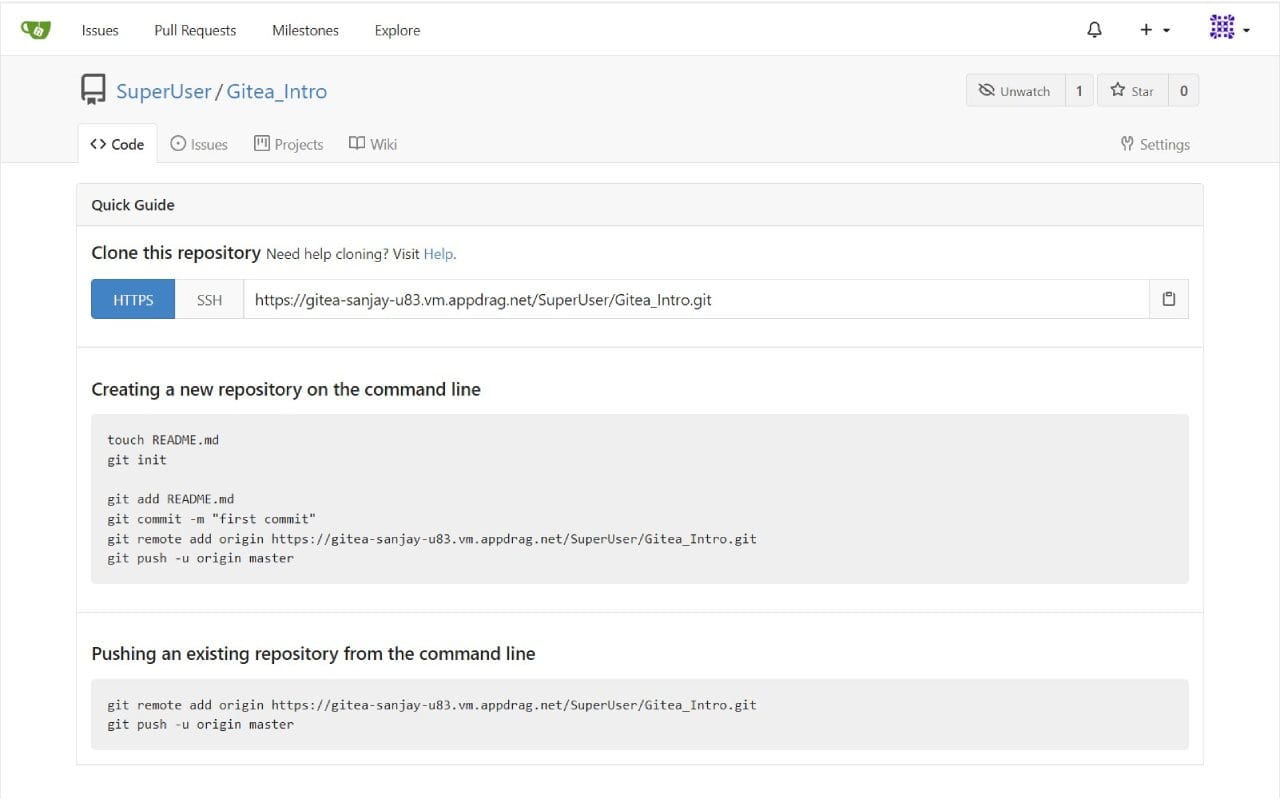 Issues Pull Requests Milestones Explore
SuperUser / Gitea_Intro Unwatch 1 Star 0
<> Code Issues Projects Wiki Settings
Quick Guide
Clone this repository Need help cloning? Visit Help.
HTTPS SSH https://gitea-sanjay-u83.vm.appdrag.net/SuperUser/Gitea_Intro.git
Creating a new repository on the command line
touch README.md
git init
git add README.md
git commit -m "first commit"
git remote add origin https://gitea-sanjay-u83.vm.appdrag.net/SuperUser/Gitea_Intro.git
git push -u origin master
Pushing an existing repository from the command line
git remote add origin https://gitea-sanjay-u83.vm.appdrag.net/SuperUser/Gitea_Intro.git
git push -u origin master